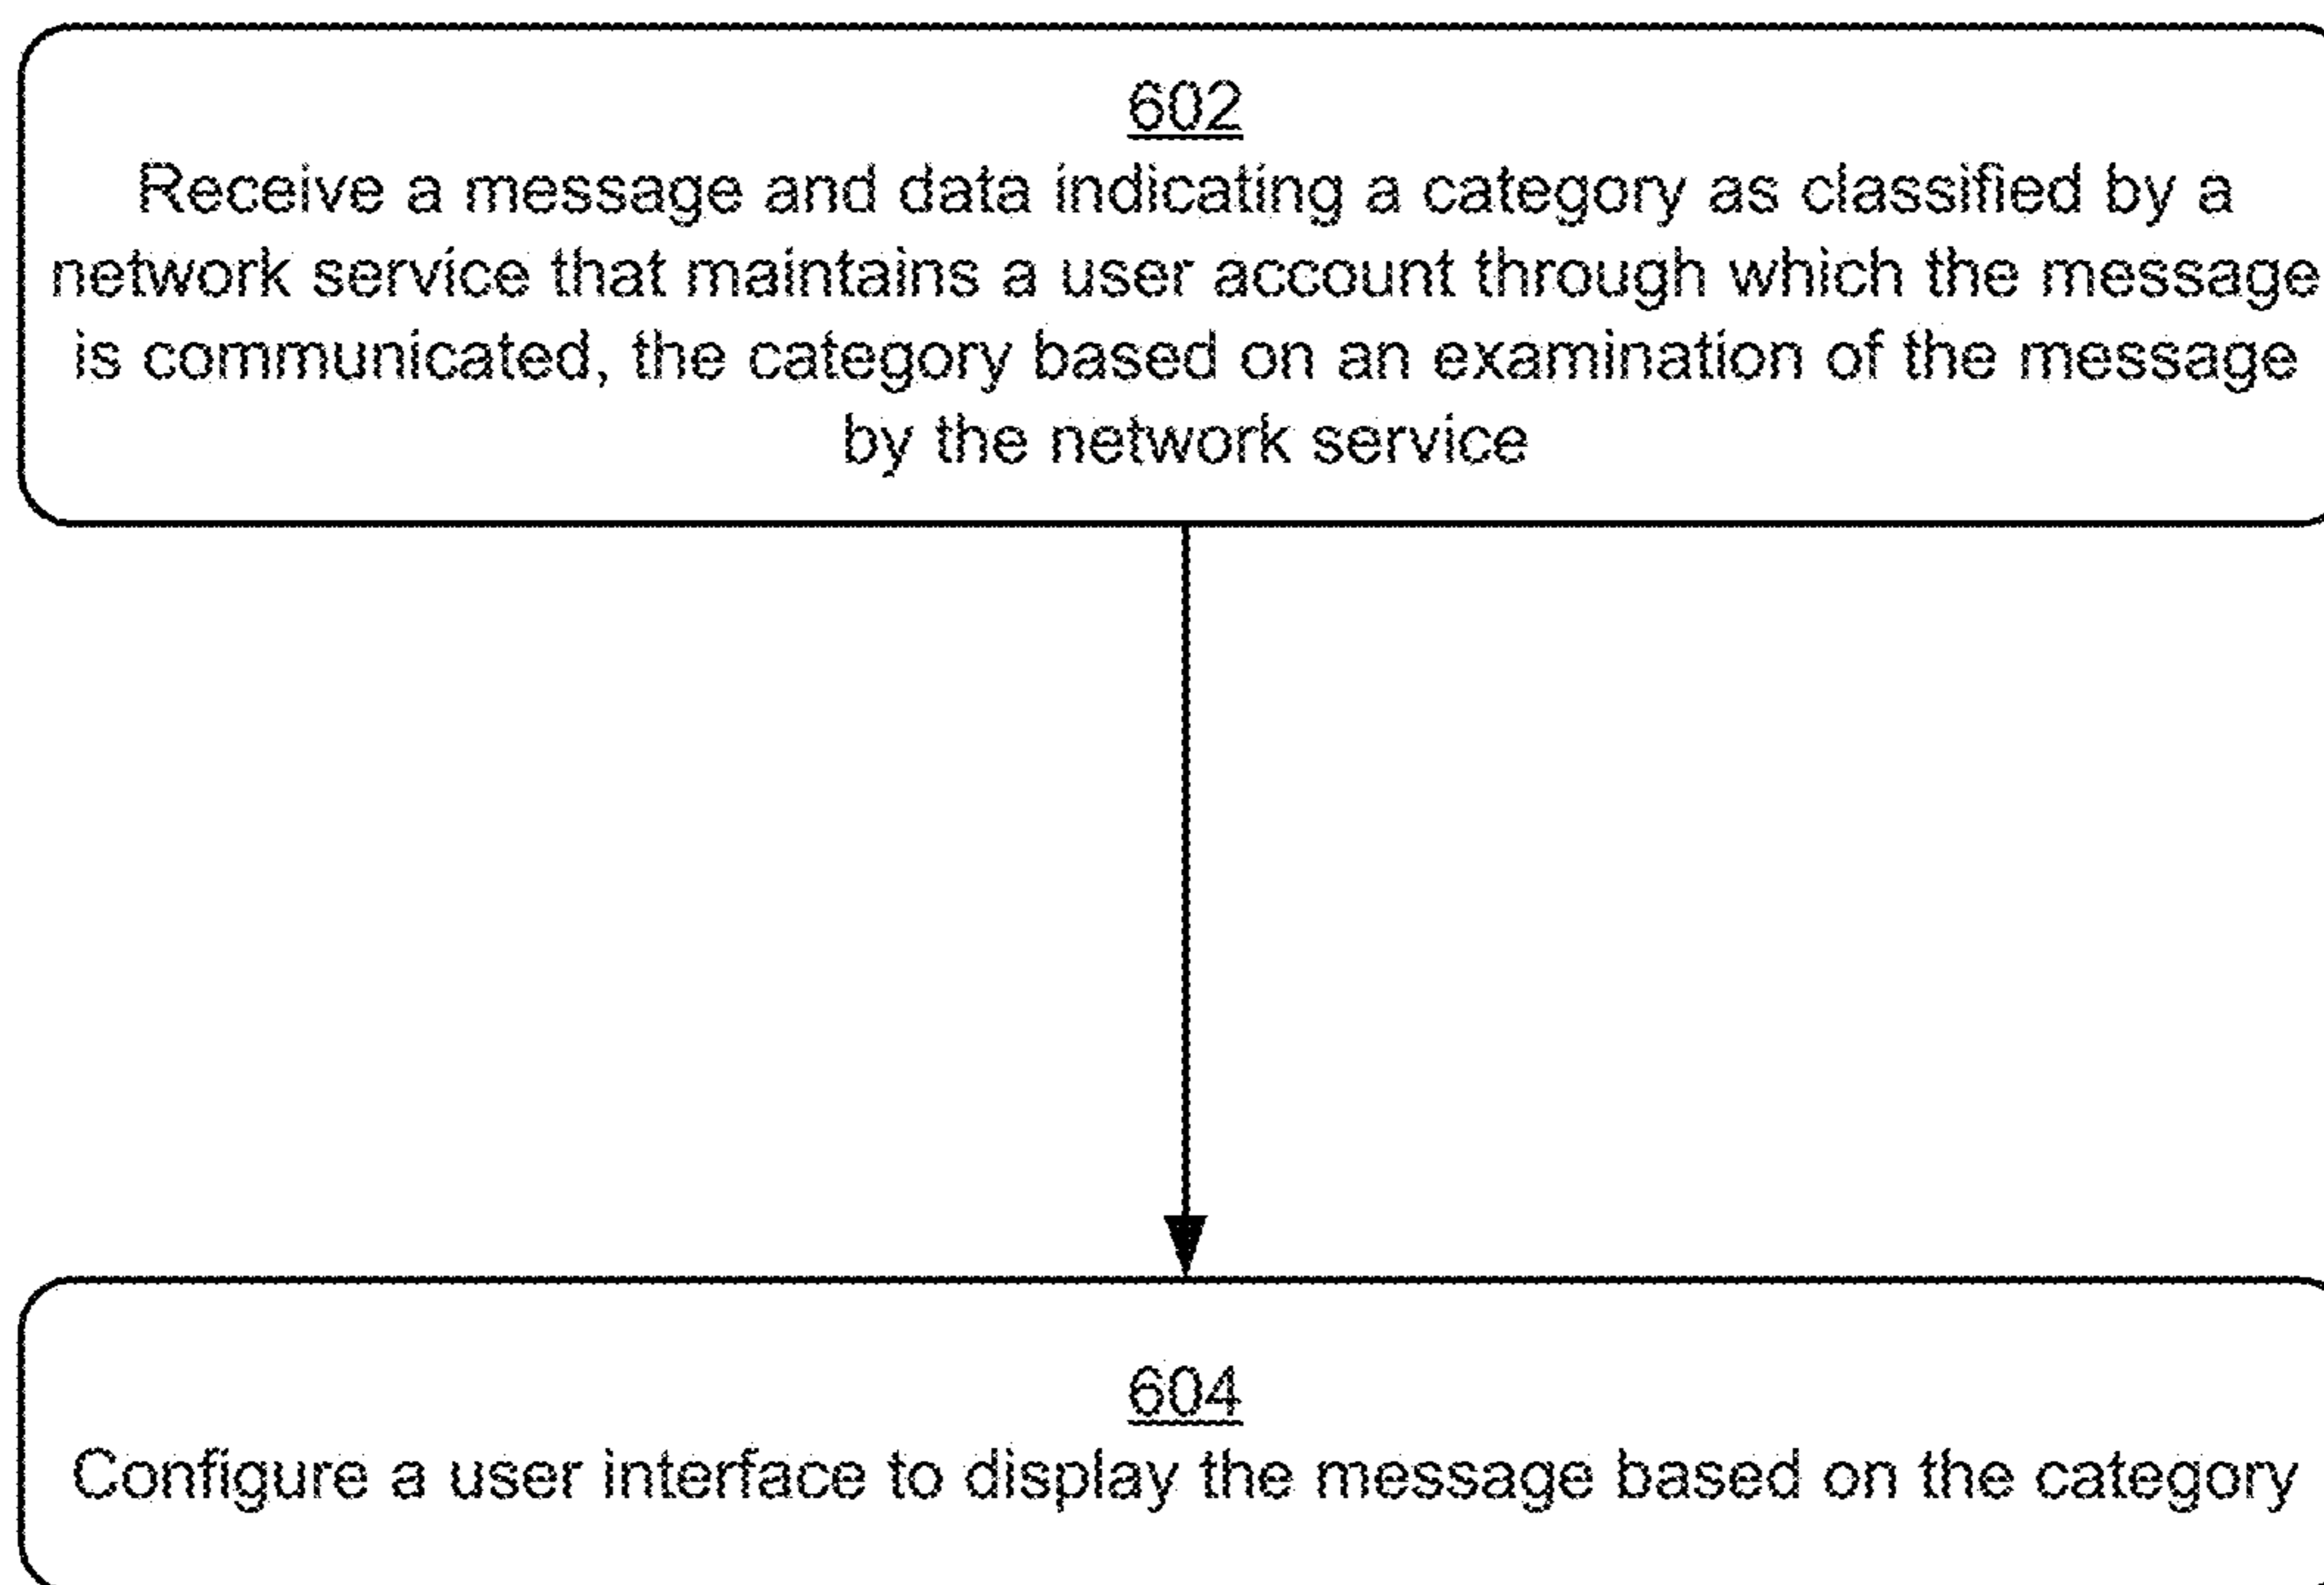 602
Receive a message and data indicating a category as classified by a
network service that maintains a user account through which the message
is communicated, the category based on an examination of the message
by the network service
604
Configure a user interface to display the message based on the category